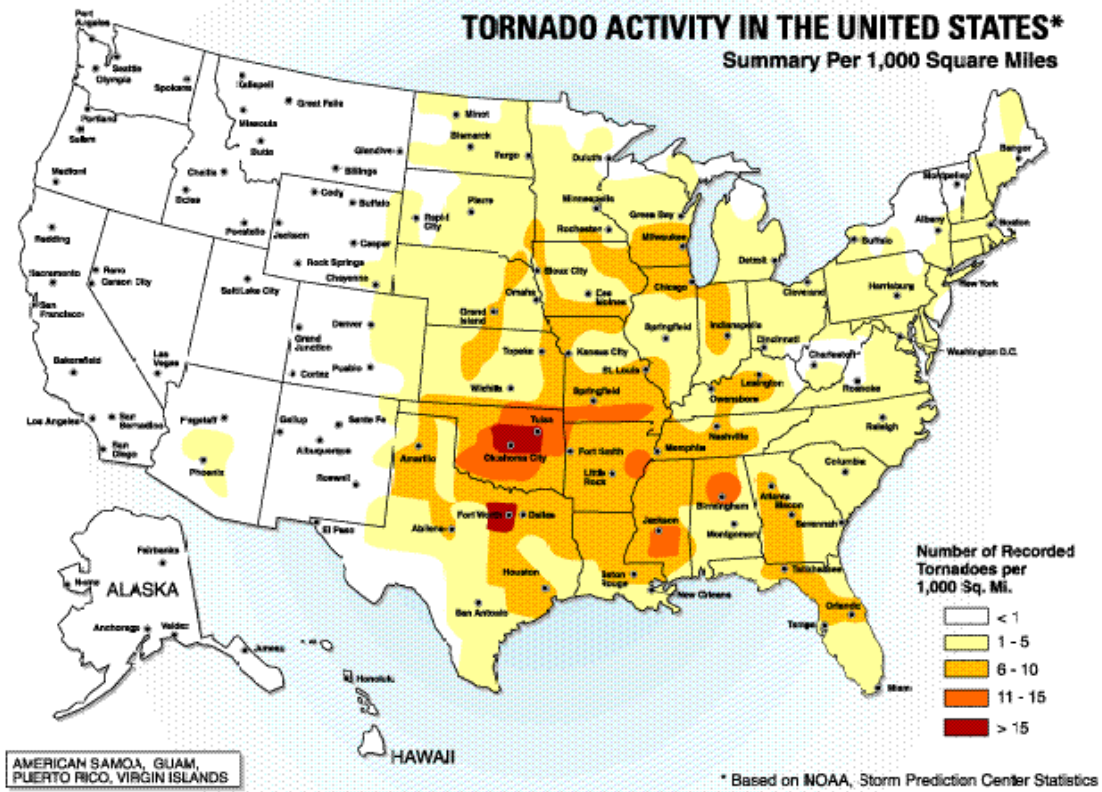 TORNADO ACTIVITY IN THE UNITED STATES*
Summary Per 1,000 Square Miles
Port
Angeles
Seattle
Olympia
Spokane
Portland
Salem
Medford
Kalispell
Great Falls
Missoula
Butte
Glendive
Billings
Challis
Boise
Pocatello
Cody
Buffalo
Jackson
Casper
Rock Springs
Cheyenne
Minot
Bismarck
Fargo
Pierre
Rapid
City
Duluth
Minneapolis
Rochester
Green Bay
Milwaukee
Chicago
Detroit
Bangor
Montpelier
Albany
Boston
Buffalo
New York
Harrisburg
Cleveland
Washington D.C.
Redding
Sacramento
San
Francisco
Reno
Carson City
Salt Lake City
Bakersfield
Las
Vegas
Los Angeles
San
Bernadino
San
Diego
Denver
Grand
Junction
Pueblo
Cortez
Flagstaff
Phoenix
Gallup
Santa Fe
Albuquerque
Roswell
El Paso
Sioux City
Omaha
Grand
Island
Des
Moines
Topeka
Kansas City
Wichita
St. Louis
Springfield
Springfield
Indianapolis
Cincinnati
Charleston
Roanoke
Lexington
Owensboro
Nashville
Memphis
Raleigh
Columbia
Tulsa
Oklahoma City
Amarillo
Fort Smith
Little
Rock
Fort Worth
Dallas
Abilene
Houston
San Antonio
Jackson
Baton
Rouge
New Orleans
Birmingham
Montgomery
Atlanta
Macon
Savannah
Tallahassee
Orlando
Tampa
Miami
Fairbanks
Nome
ALASKA
Anchorage
Valdez
Juneau
Honolulu
HAWAII
Number of Recorded
Tornadoes per
1,000 Sq. Mi.
< 1
1 - 5
6 - 10
11 - 15
> 15
AMERICAN SAMOA, GUAM,
PUERTO RICO, VIRGIN ISLANDS
* Based on NOAA, Storm Prediction Center Statistics